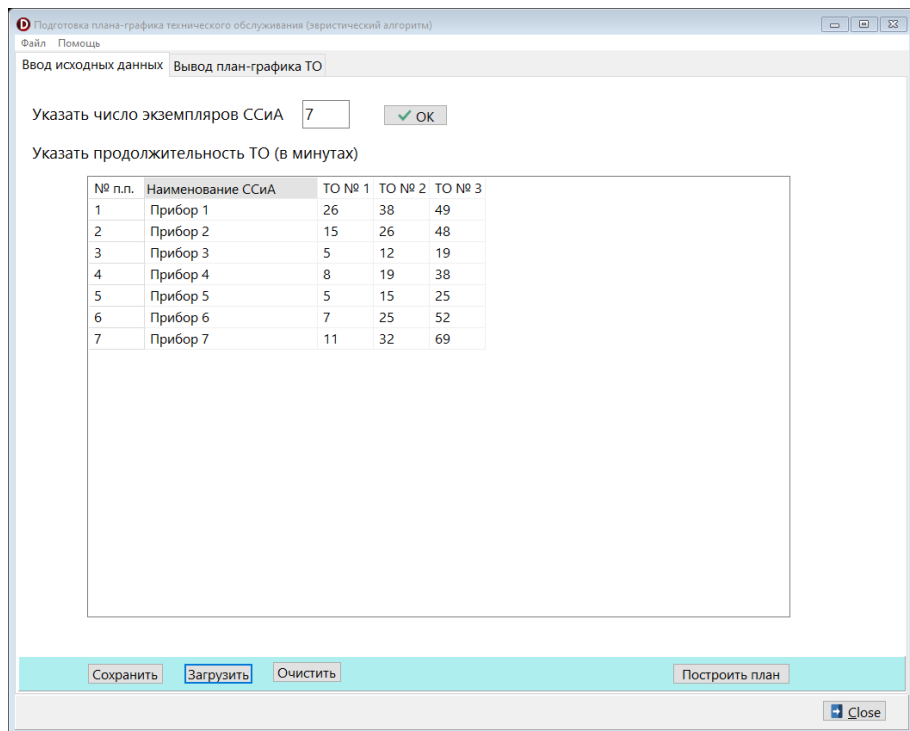 Подготовка плана-графика технического обслуживания (эвристический алгоритм)
Файл Помощь
Ввод исходных данных Вывод план-графика ТО
Указать число экземпляров ССиА 7 OK
Указать продолжительность ТО (в минутах)
№ п.п. Наименование ССиА ТО № 1 ТО № 2 ТО № 3
1 Прибор 1 26 38 49
2 Прибор 2 15 26 48
3 Прибор 3 5 12 19
4 Прибор 4 8 19 38
5 Прибор 5 5 15 25
6 Прибор 6 7 25 52
7 Прибор 7 11 32 69
Сохранить Загрузить Очистить Построить план
Close